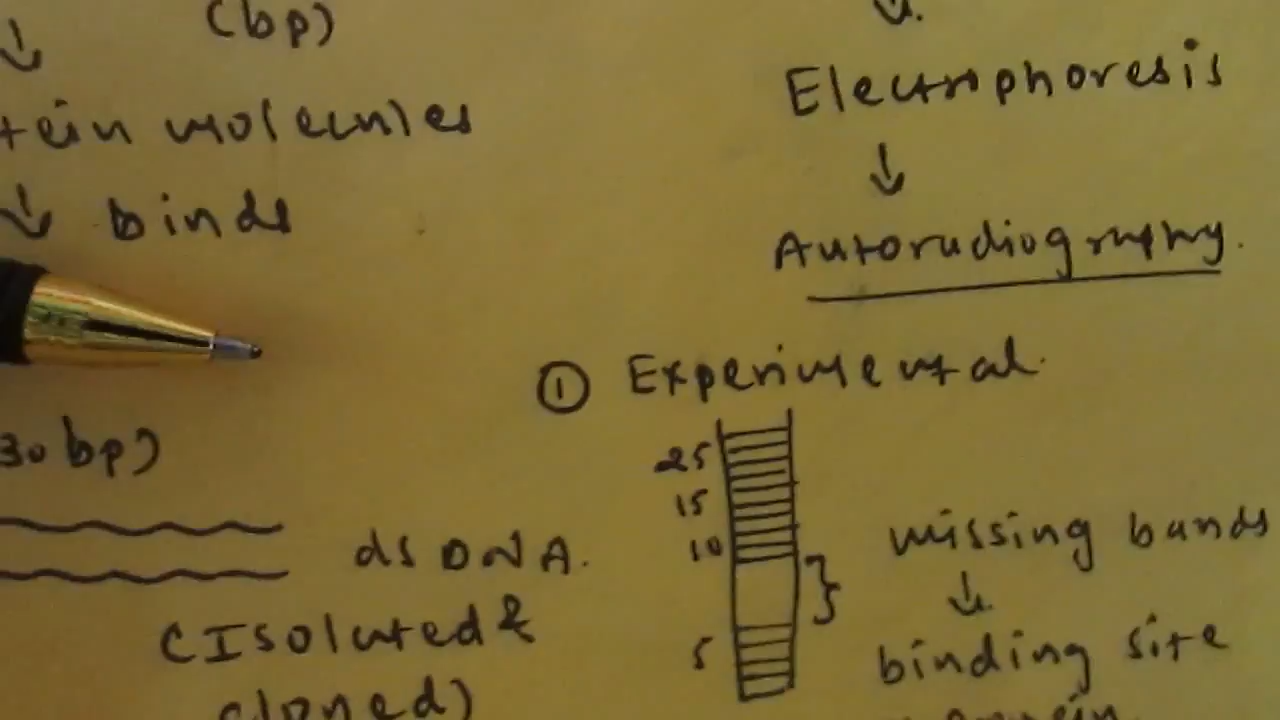 (bp)
tein molecules
↓ binds
30 bp)
ds DNA.
(Isolated &
cloned)
↓
Electrophoresis
↓
Autoradiography.
① Experimental.
25
15
10
5
missing bands
↓
binding site